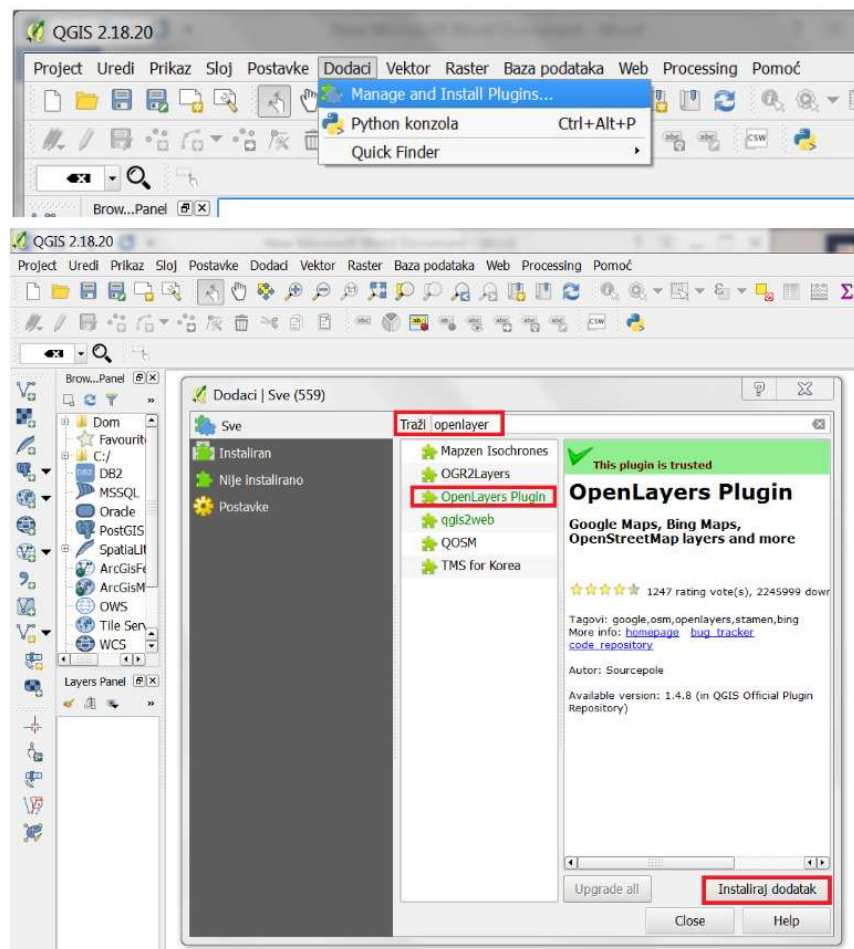 QGIS 2.18.20
Project Uredi Prikaz Sloj Postavke Dodaci Vektor Raster Baza podataka Web Processing Pomoć
Manage and Install Plugins...
Python konzola Ctrl+Alt+P
Quick Finder
Brow...Panel
QGIS 2.18.20
Project Uredi Prikaz Sloj Postavke Dodaci Vektor Raster Baza podataka Web Processing Pomoć
Brow...Panel
Dom
Favourit
C:/
DB2
MSSQL
Oracle
PostGIS
SpatiaLit
ArcGisFe
ArcGisM
OWS
Tile Serv
WCS
Layers Panel
Dodaci | Sve (559)
Sve
Instaliran
Nije instalirano
Postavke
Traži openlayer
Mapzen Isochrones
OGR2Layers
OpenLayers Plugin
qgis2web
QOSM
TMS for Korea
This plugin is trusted
OpenLayers Plugin
Google Maps, Bing Maps,
OpenStreetMap layers and more
1247 rating vote(s), 2245999 dowr
Tagovi: google,osm,openlayers,stamen,bing
More info: homepage bug tracker
code repository
Autor: Sourcepole
Available version: 1.4.8 (in QGIS Official Plugin
Repository)
Upgrade all
Instaliraj dodatak
Close
Help